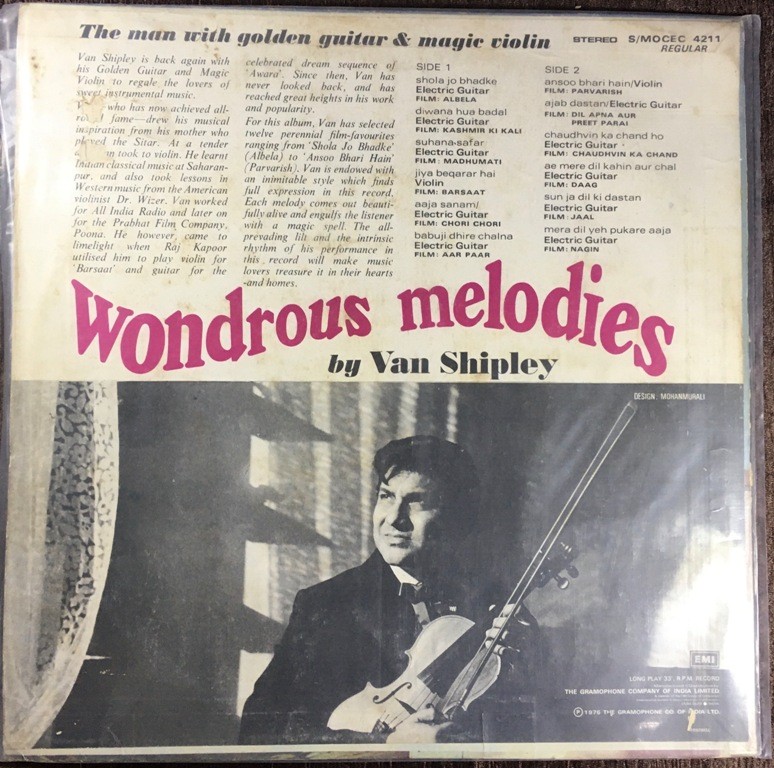 The man with golden guitar & magic violin
STEREO S/MOCEC 4211
REGULAR
Van Shipley is back again with
his Golden Guitar and Magic
Violin to regale the lovers of
sweet instrumental music.
who has now achieved all-
fame—drew his musical
inspiration from his mother who
played the Sitar. At a tender
took to violin. He learnt
Indian classical music at Saharan-
pur, and also took lessons in
Western music from the American
violinist Dr. Wizer. Van worked
for All India Radio and later on
for the Prabhat Film Company,
Poona. He however, came to
limelight when Raj Kapoor
utilised him to play violin for
'Barsaat' and guitar for the
celebrated dream sequence of
'Awara'. Since then, Van has
never looked back, and has
reached great heights in his work
and popularity.
For this album, Van has selected
twelve perennial film-favourites
ranging from 'Shola Jo Bhadke'
(Albela) to 'Ansoo Bhari Hain'
(Parvarish). Van is endowed with
an inimitable style which finds
full expression in this record.
Each melody comes out beauti-
fully alive and engulfs the listener
with a magic spell. The all-
prevading lilt and the intrinsic
rhythm of his performance in
this record will make music
lovers treasure it in their hearts
-and homes.
SIDE 1
shola jo bhadke
Electric Guitar
FILM: ALBELA
diwana hua badal
Electric Guitar
FILM: KASHMIR KI KALI
suhana-safar
Electric Guitar
FILM: MADHUMATI
jiya beqarar hai
Violin
FILM: BARSAAT
aaja sanam/
Electric Guitar
FILM: CHORI CHORI
babuji dhire chalna
Electric Guitar
FILM: AAR PAAR
SIDE 2
ansoo bhari hain/Violin
FILM: PARVARISH
ajab dastan/Electric Guitar
FILM: DIL APNA AUR
PREET PARAI
chaudhvin ka chand ho
Electric Guitar
FILM: CHAUDHVIN KA CHAND
ae mere dil kahin aur chal
Electric Guitar
FILM: DAAG
sun ja dil ki dastan
Electric Guitar
FILM: JAAL
mera dil yeh pukare aaja
Electric Guitar
FILM: NAGIN
Wondrous melodies
by Van Shipley
DESIGN: MOHANMURALI
EMI
LONG PLAY R.P.M. RECORD
THE GRAMOPHONE COMPANY OF INDIA LIMITED.
℗ 1976 THE GRAMOPHONE CO. OF INDIA LTD.